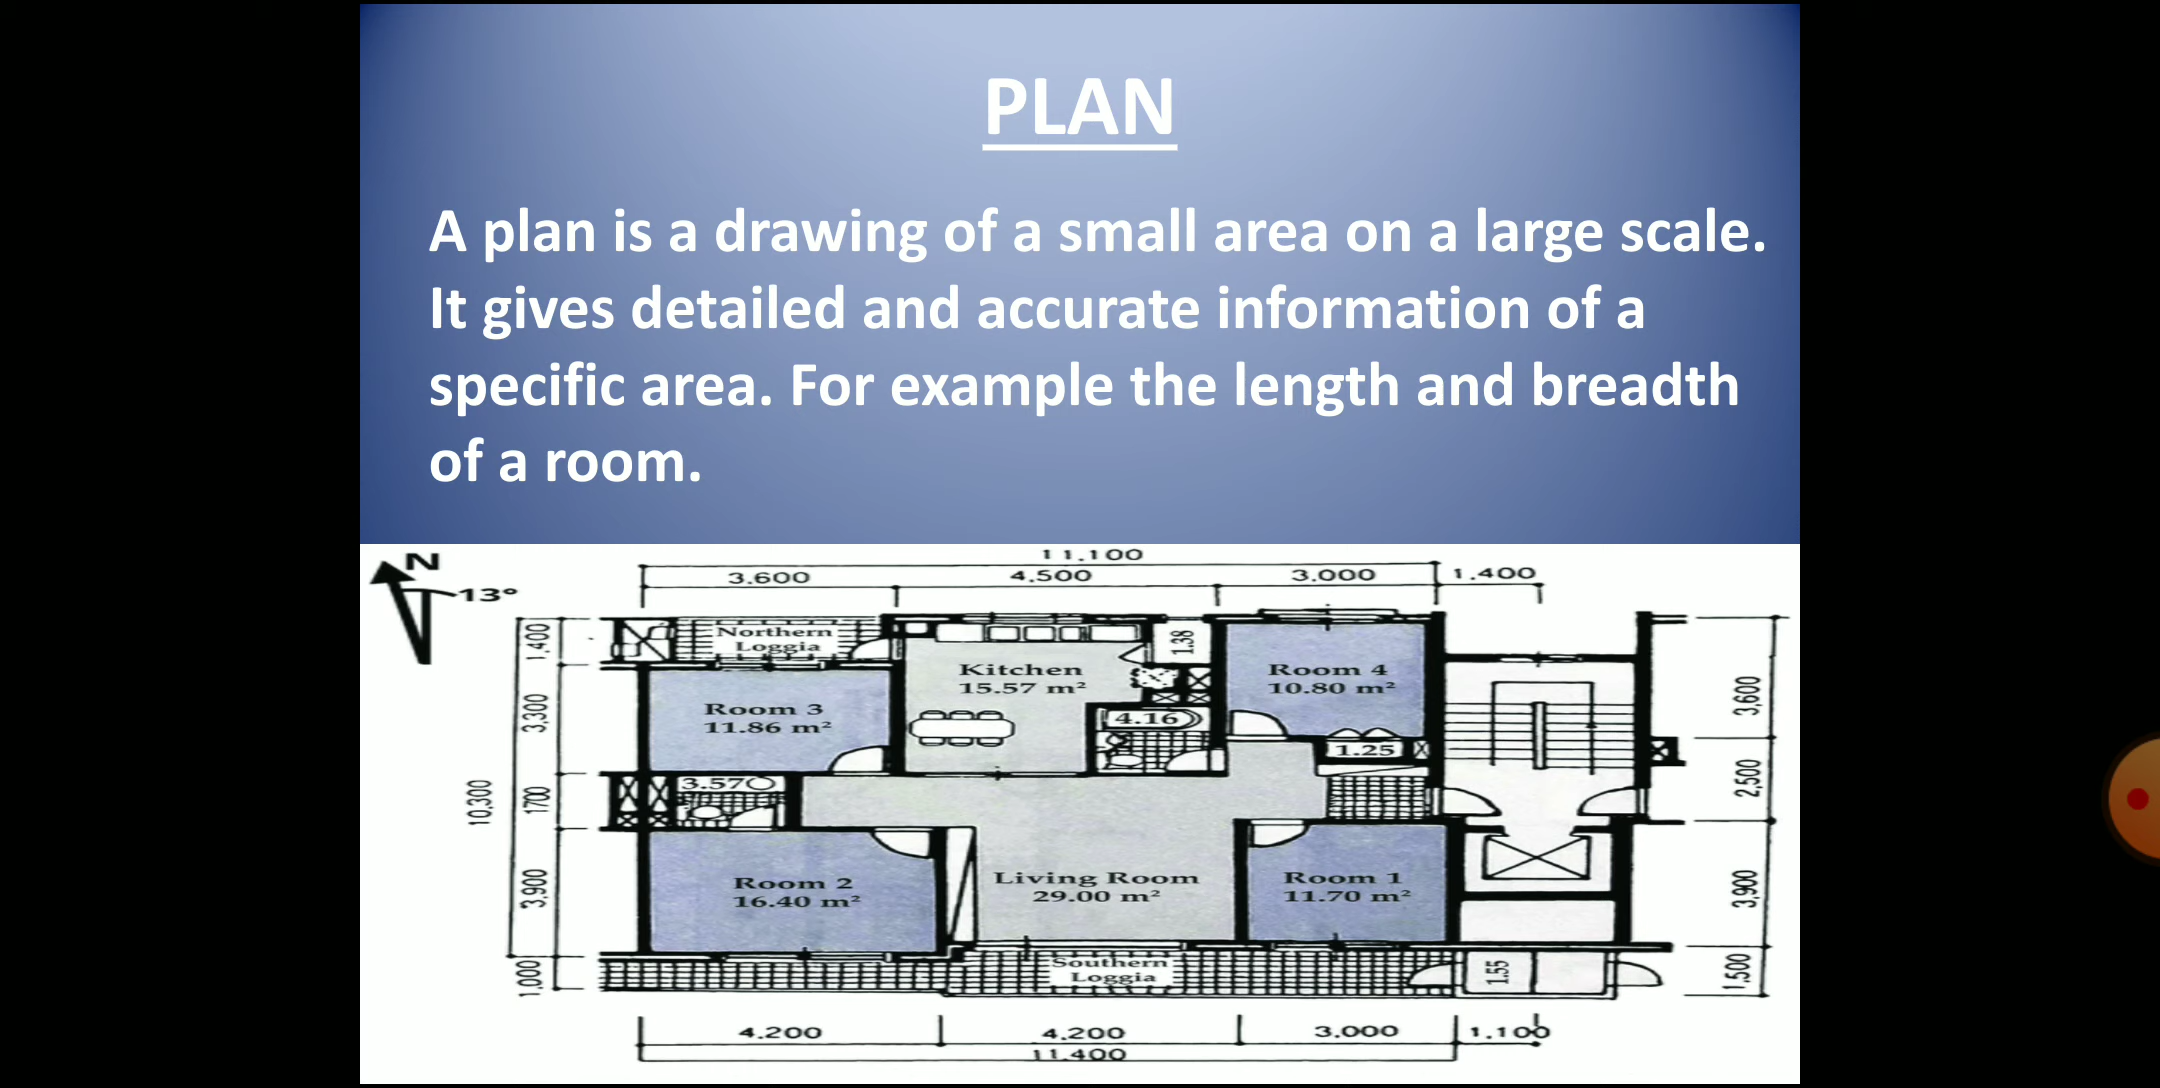 PLAN
A plan is a drawing of a small area on a large scale.
It gives detailed and accurate information of a
specific area. For example the length and breadth
of a room.
N
13°
11.100
3.600 4.500 3.000 1.400
1,400
3,300
1700
3,900
1,000
10,300
Northern
Loggia
Kitchen
15.57 m²
1.38
Room 4
10.80 m²
Room 3
11.86 m²
4.16
1.25
3.57
Room 2
16.40 m²
Living Room
29.00 m²
Room 1
11.70 m²
Southern
Loggia
1.55
3,600
2,500
3,900
1,500
4.200 4.200 3.000 1.100
11.400